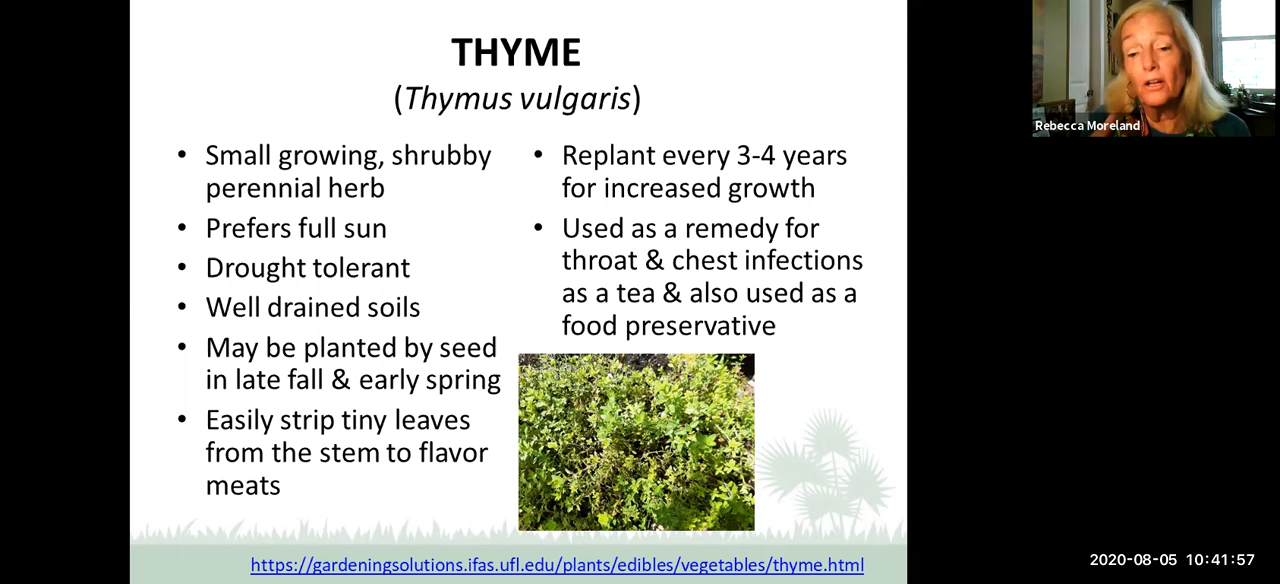 THYME
(Thymus vulgaris)
• Small growing, shrubby
perennial herb
• Prefers full sun
• Drought tolerant
• Well drained soils
• May be planted by seed
in late fall & early spring
• Easily strip tiny leaves
from the stem to flavor
meats
• Replant every 3-4 years
for increased growth
• Used as a remedy for
throat & chest infections
as a tea & also used as a
food preservative
https://gardeningsolutions.ifas.ufl.edu/plants/edibles/vegetables/thyme.html
Rebecca Moreland
2020-08-05 10:41:57